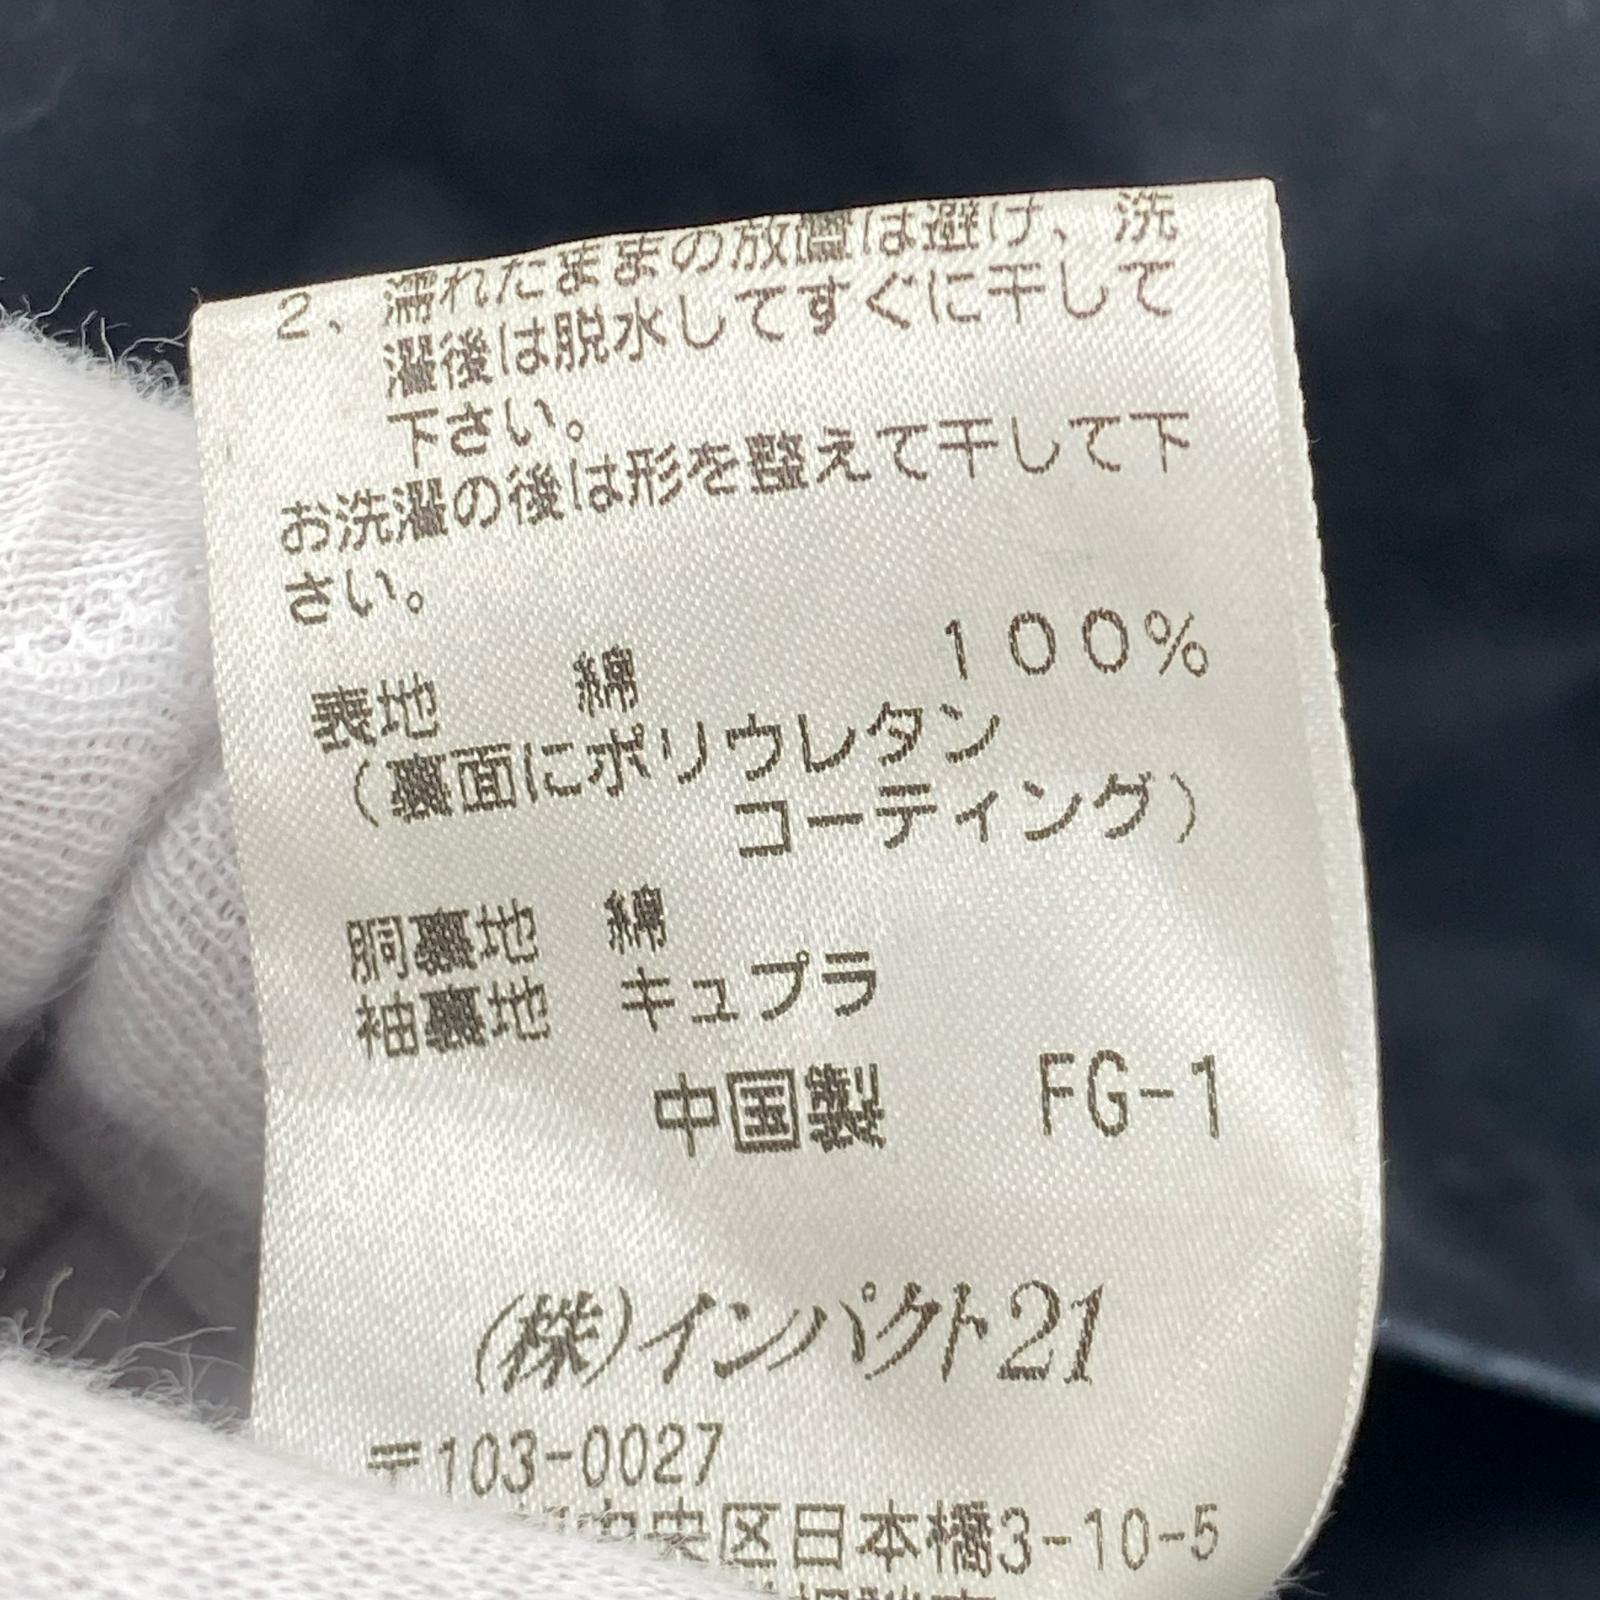 2、濡れたままの放置は避け、洗
濯後は脱水してすぐに干して
下さい。
お洗濯の後は形を整えて干して下
さい。
表地 綿 100%
(裏面にポリウレタン
コーティング)
胴裏地 綿
袖裏地 キュプラ
中国製 FG-1
(株)インパクト21
〒103-0027
中央区日本橋3-10-5